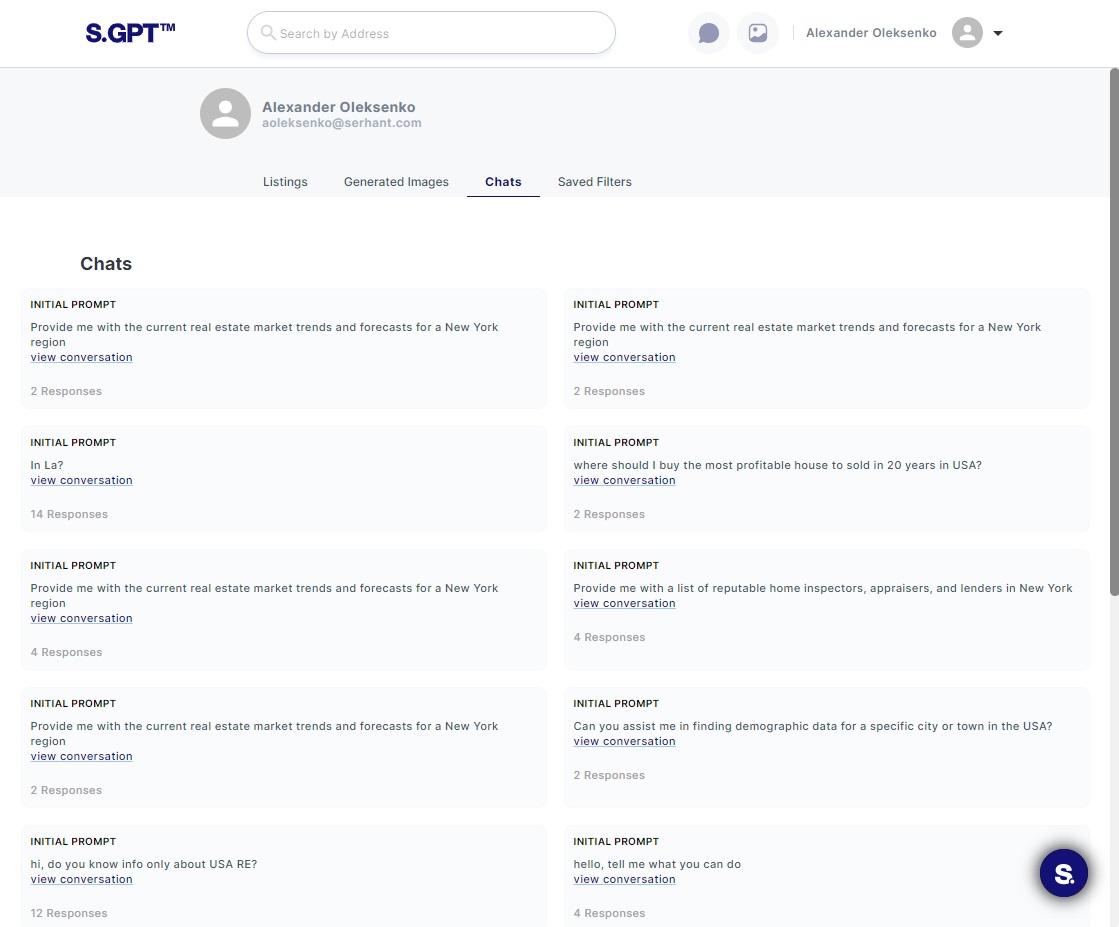 S.GPT™
Search by Address
Alexander Oleksenko
Alexander Oleksenko
aoleksenko@serhant.com
Listings
Generated Images
Chats
Saved Filters
Chats
INITIAL PROMPT
Provide me with the current real estate market trends and forecasts for a New York
region
view conversation
2 Responses
INITIAL PROMPT
Provide me with the current real estate market trends and forecasts for a New York
region
view conversation
2 Responses
INITIAL PROMPT
In La?
view conversation
14 Responses
INITIAL PROMPT
where should I buy the most profitable house to sold in 20 years in USA?
view conversation
2 Responses
INITIAL PROMPT
Provide me with the current real estate market trends and forecasts for a New York
region
view conversation
4 Responses
INITIAL PROMPT
Provide me with a list of reputable home inspectors, appraisers, and lenders in New York
view conversation
4 Responses
INITIAL PROMPT
Provide me with the current real estate market trends and forecasts for a New York
region
view conversation
2 Responses
INITIAL PROMPT
Can you assist me in finding demographic data for a specific city or town in the USA?
view conversation
2 Responses
INITIAL PROMPT
hi, do you know info only about USA RE?
view conversation
12 Responses
INITIAL PROMPT
hello, tell me what you can do
view conversation
4 Responses
S.